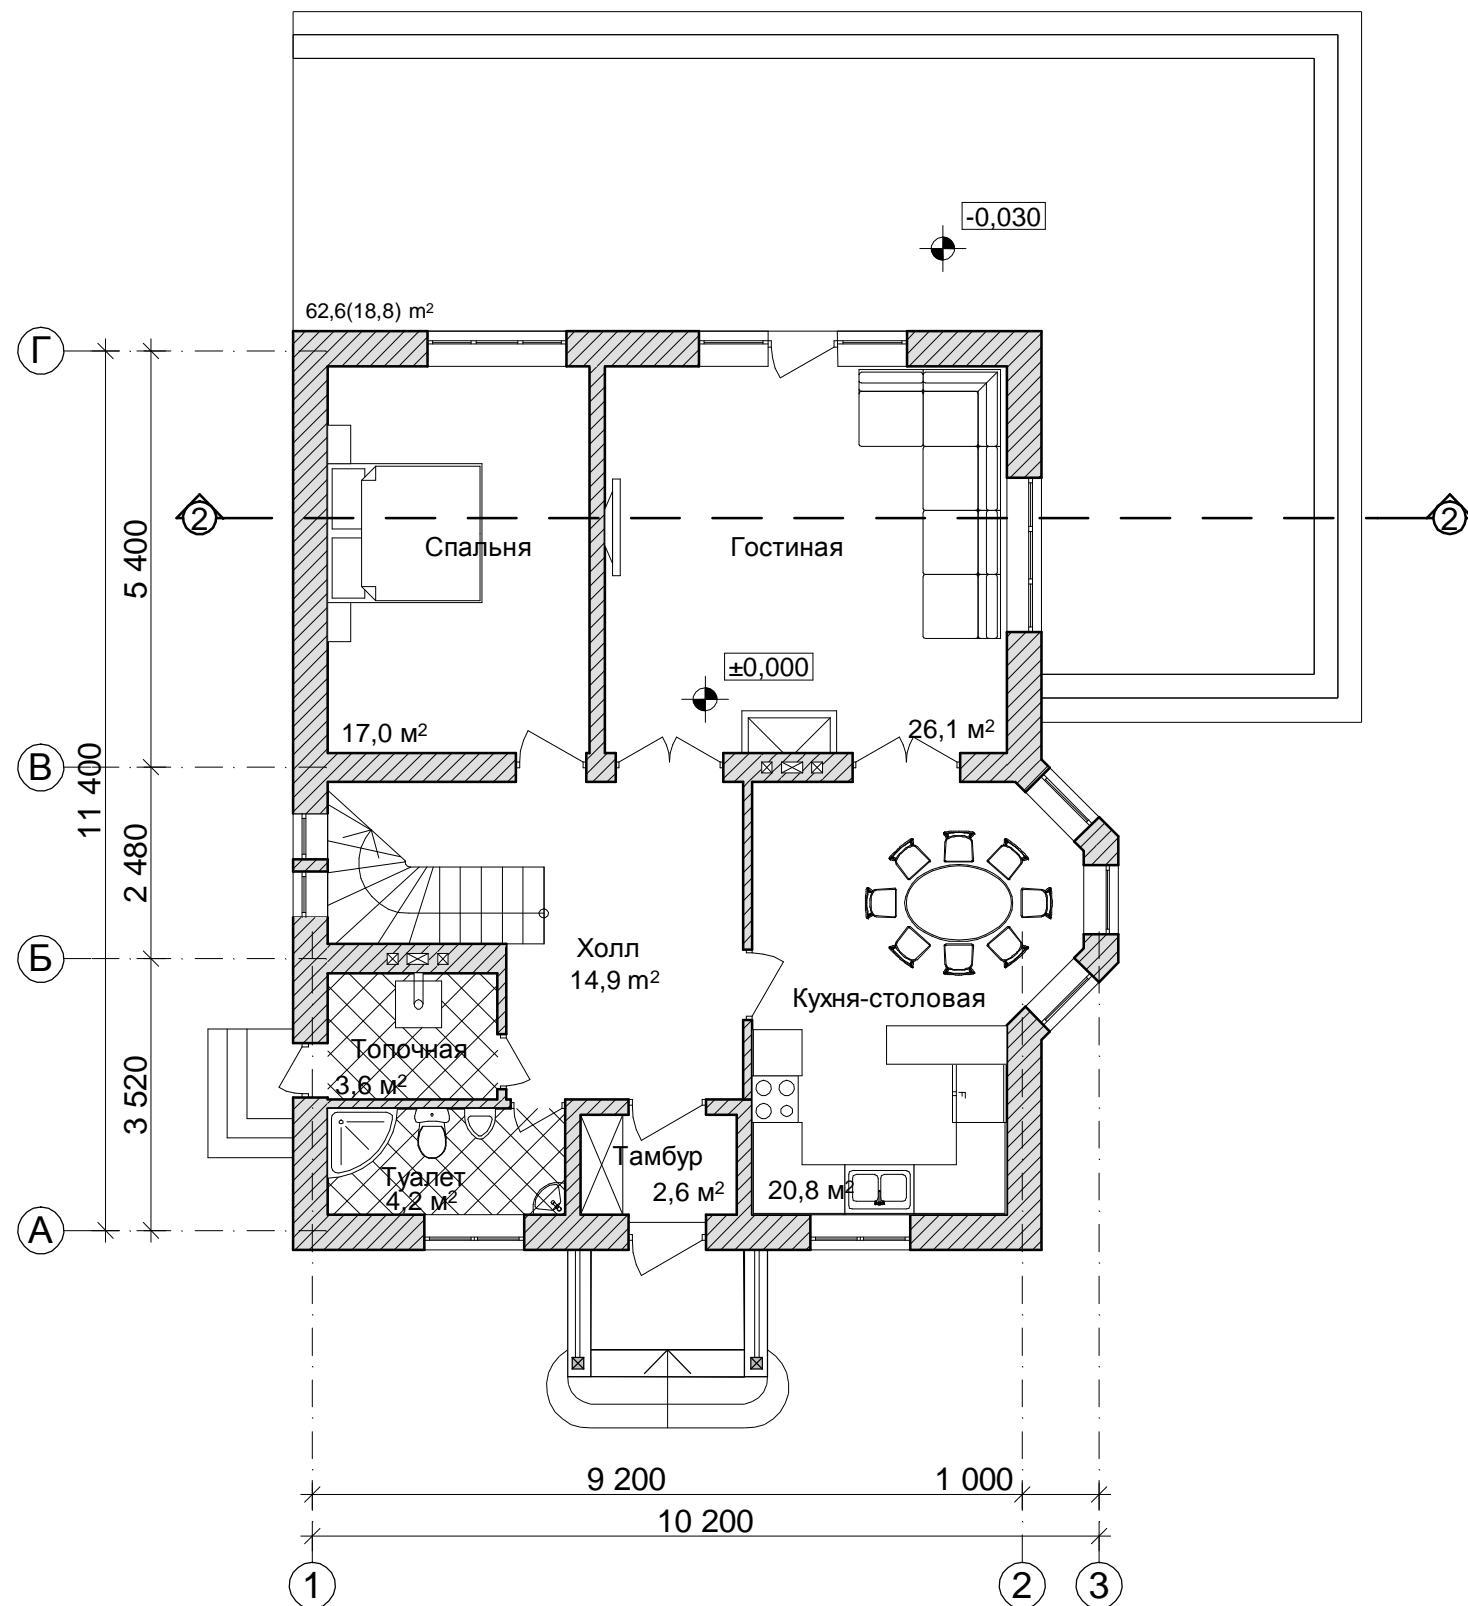 -0,030
62,6(18,8) m²
Г
2
2
Спальня
Гостиная
5 400
±0,000
17,0 м²
26,1 м²
В
11 400
2 480
Холл
14,9 m²
Б
Кухня-столовая
Топочная
3,6 м²
F
3 520
Тамбур
Туалет
4,2 м²
2,6 м²
20,8 м²
А
9 200
1 000
10 200
1
2
3